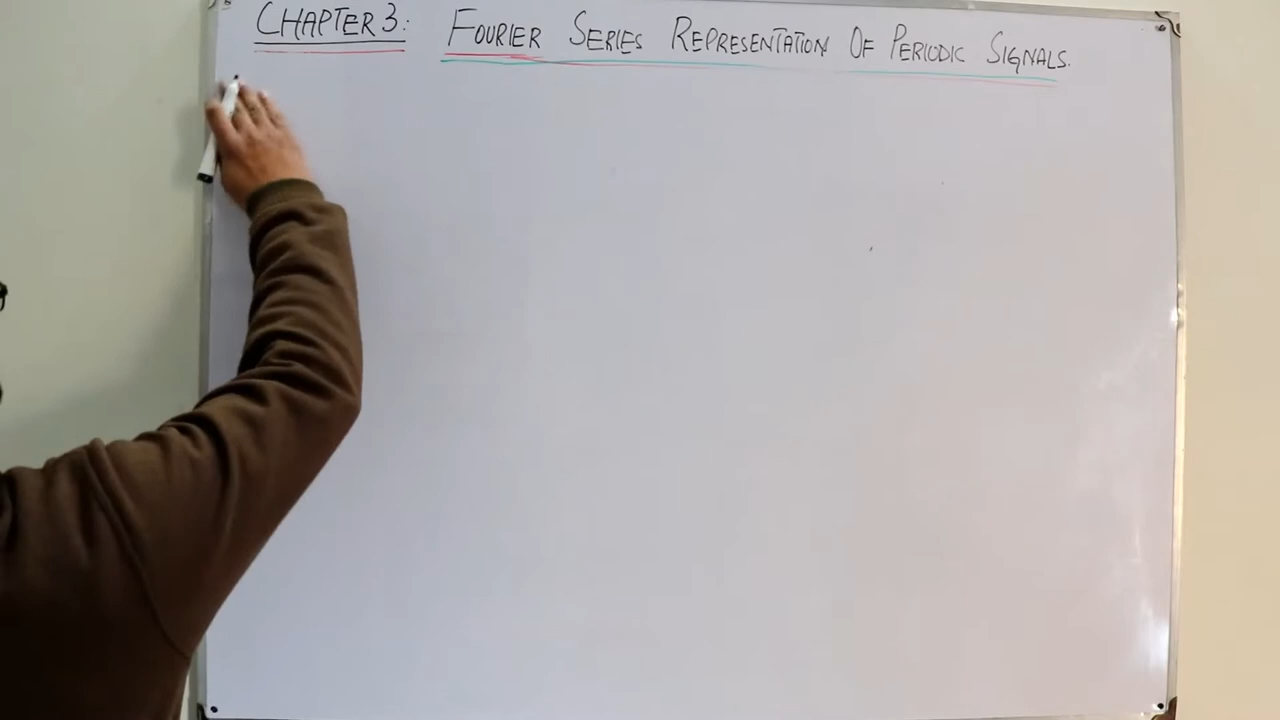 CHAPTER 3: FOURIER SERIES REPRESENTATION OF PERIODIC SIGNALS.